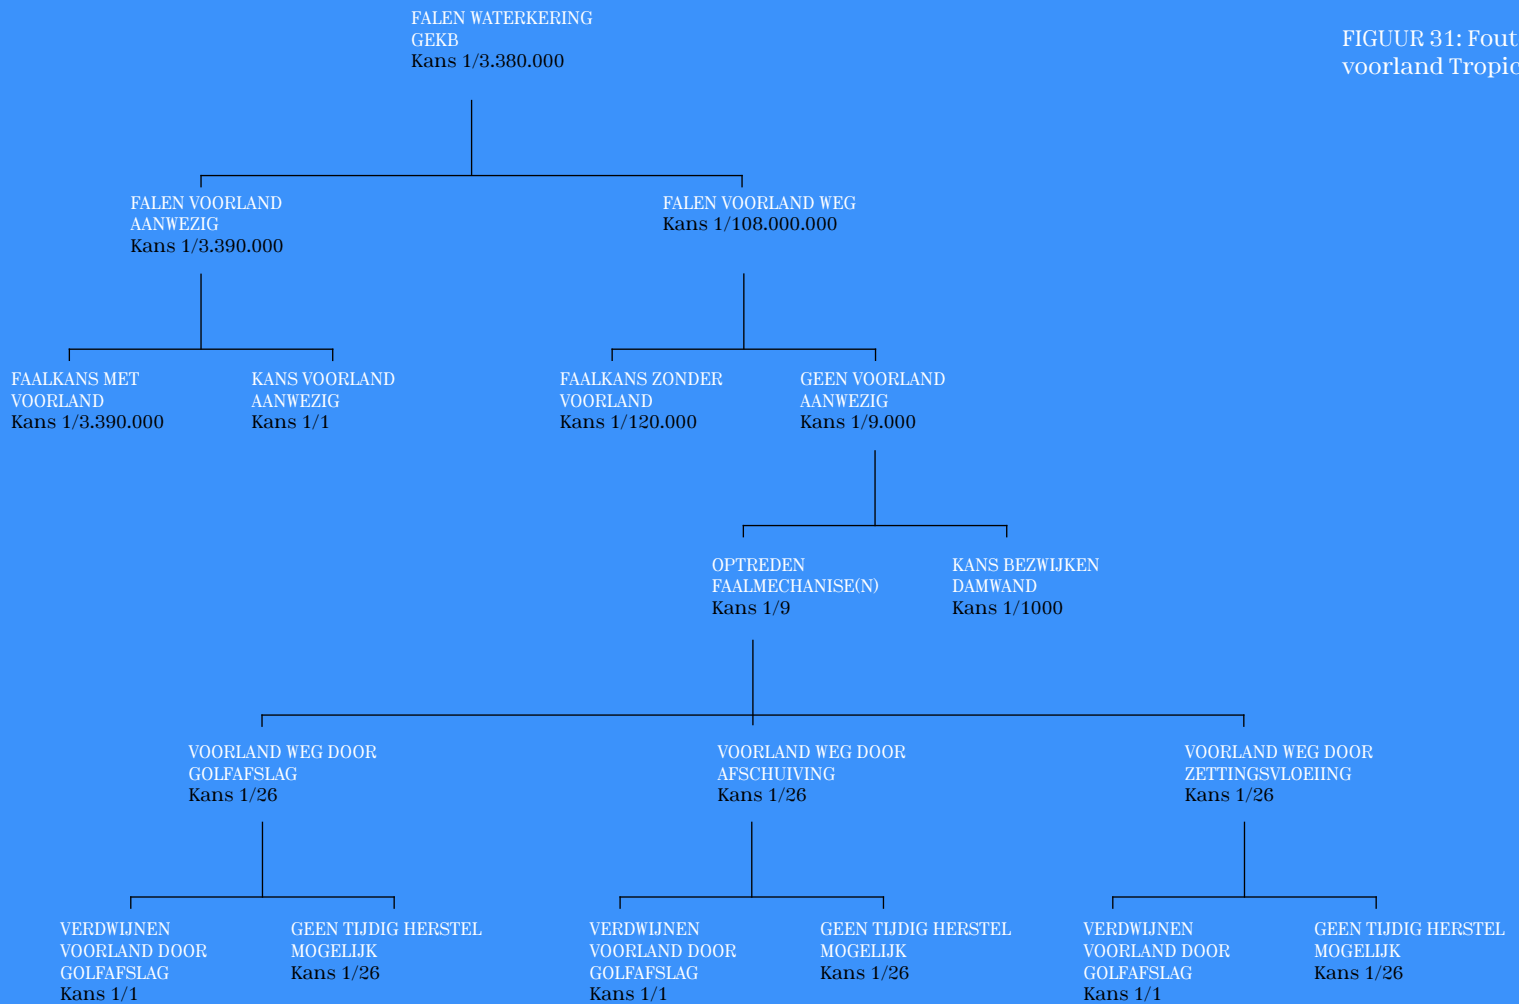 FALEN WATERKERING
GEKB
Kans 1/3.380.000
FIGUUR 31: Fout
voorland Tropic
FALEN VOORLAND
AANWEZIG
Kans 1/3.390.000
FALEN VOORLAND WEG
Kans 1/108.000.000
FAALKANS MET
VOORLAND
Kans 1/3.390.000
KANS VOORLAND
AANWEZIG
Kans 1/1
FAALKANS ZONDER
VOORLAND
Kans 1/120.000
GEEN VOORLAND
AANWEZIG
Kans 1/9.000
OPTREDEN
FAALMECHANISE(N)
Kans 1/9
KANS BEZWIJKEN
DAMWAND
Kans 1/1000
VOORLAND WEG DOOR
GOLFAFSLAG
Kans 1/26
VOORLAND WEG DOOR
AFSCHUIVING
Kans 1/26
VOORLAND WEG DOOR
ZETTINGSVLOEIING
Kans 1/26
VERDWIJNEN
VOORLAND DOOR
GOLFAFSLAG
Kans 1/1
GEEN TIJDIG HERSTEL
MOGELIJK
Kans 1/26
VERDWIJNEN
VOORLAND DOOR
GOLFAFSLAG
Kans 1/1
GEEN TIJDIG HERSTEL
MOGELIJK
Kans 1/26
VERDWIJNEN
VOORLAND DOOR
GOLFAFSLAG
Kans 1/1
GEEN TIJDIG HERSTEL
MOGELIJK
Kans 1/26